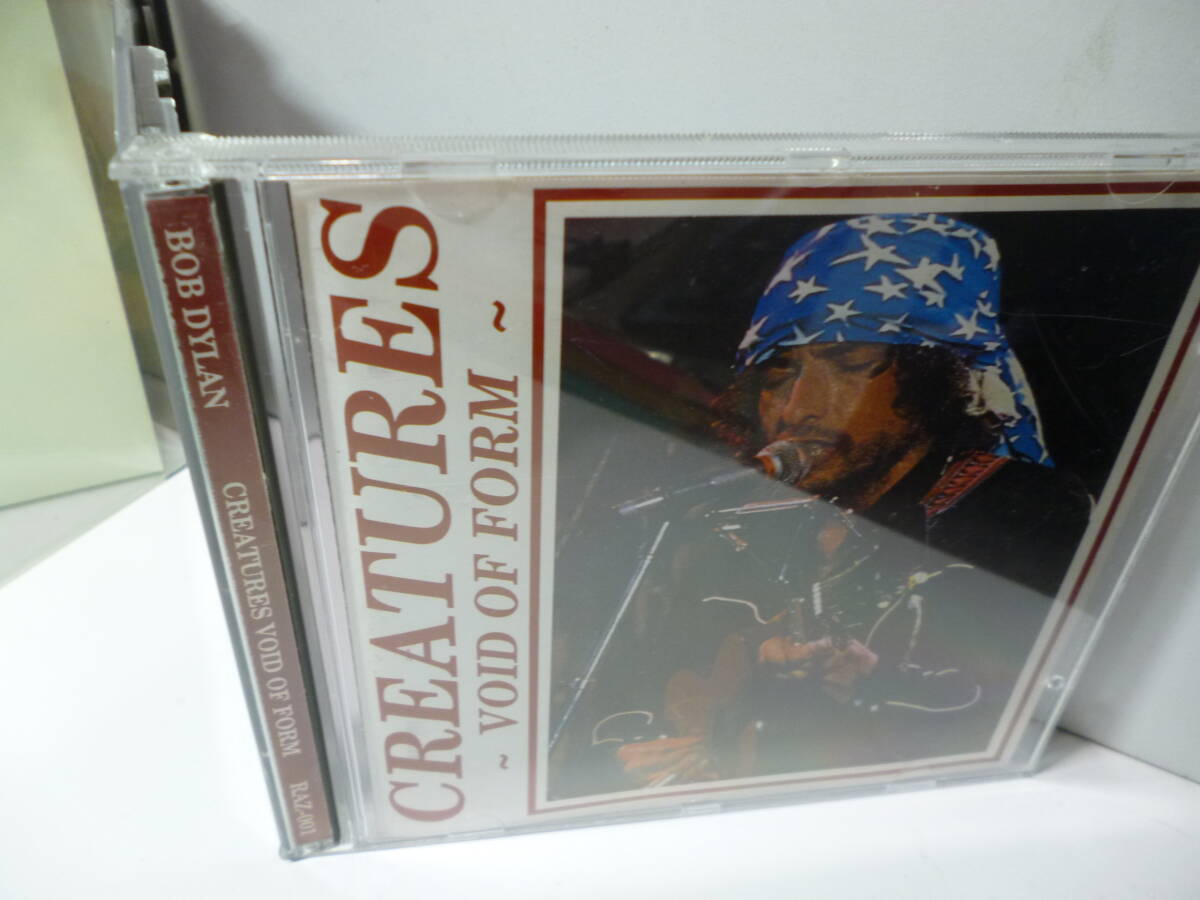 BOB DYLAN CREATURES VOID OF FORM RAZ-001
CREATURES
~ VOID OF FORM ~